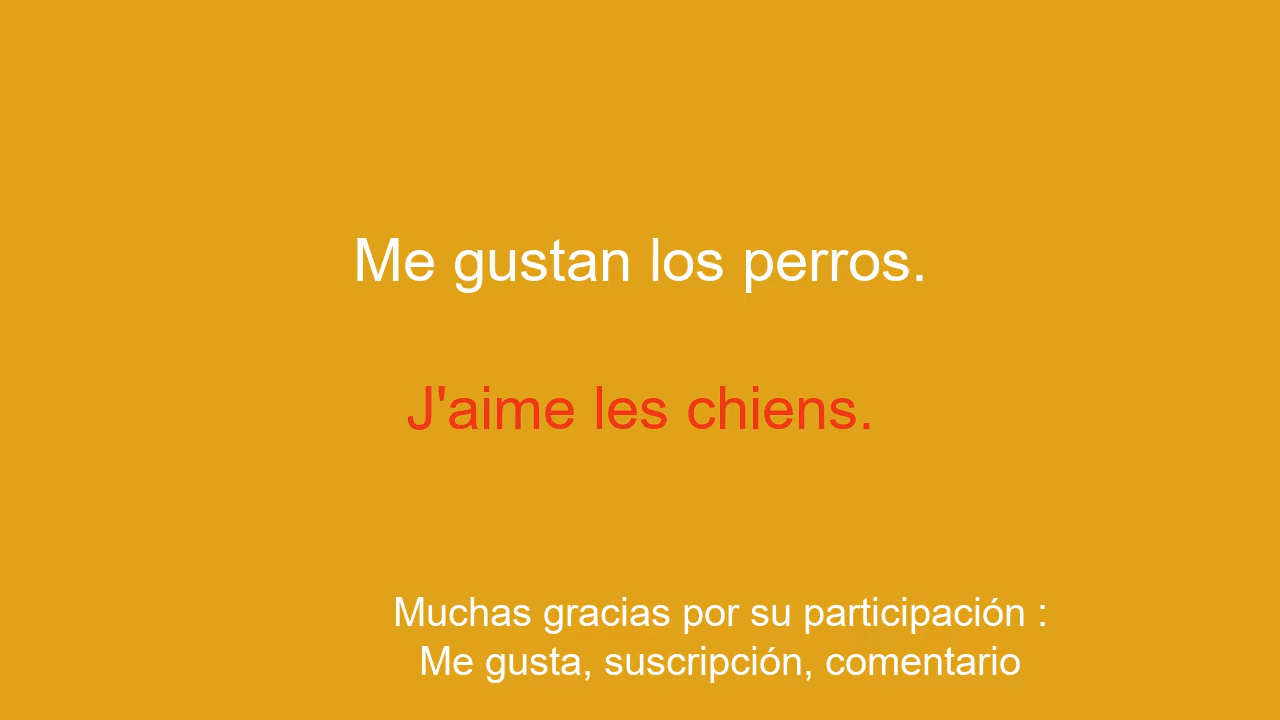 Me gustan los perros.
J'aime les chiens.
Muchas gracias por su participación :
Me gusta, suscripción, comentario